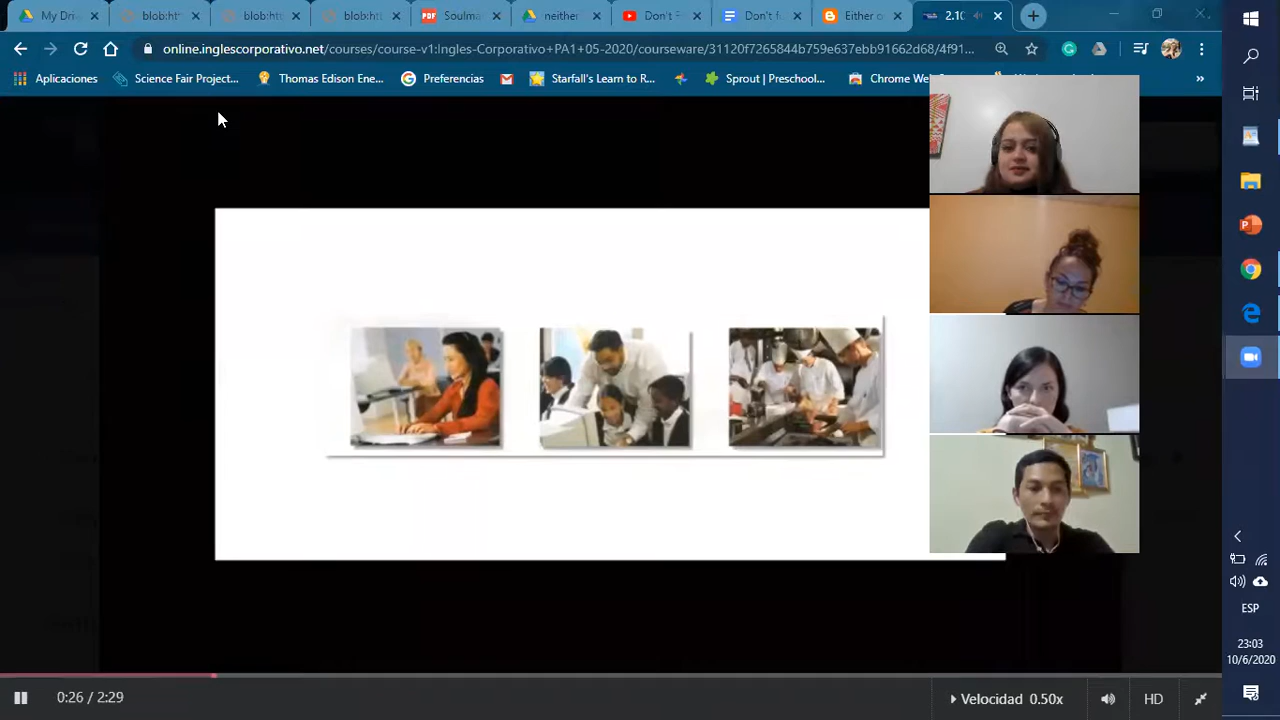 My Dri
blob:htt
blob:htt
blob:htt
PDF
Soulma
neither
Don't F
Don't f
Either o
2.10
online.inglescorporativo.net/courses/course-v1:Ingles-Corporativo+PA1+05-2020/courseware/31120f7265844b759e637ebb91662d68/4f91...
Aplicaciones
Science Fair Project...
Thomas Edison Ene...
Preferencias
Starfall's Learn to R...
Sprout | Preschool...
Chrome Web
»
0:26 / 2:29
Velocidad 0.50x
HD
ESP
23:03
10/6/2020